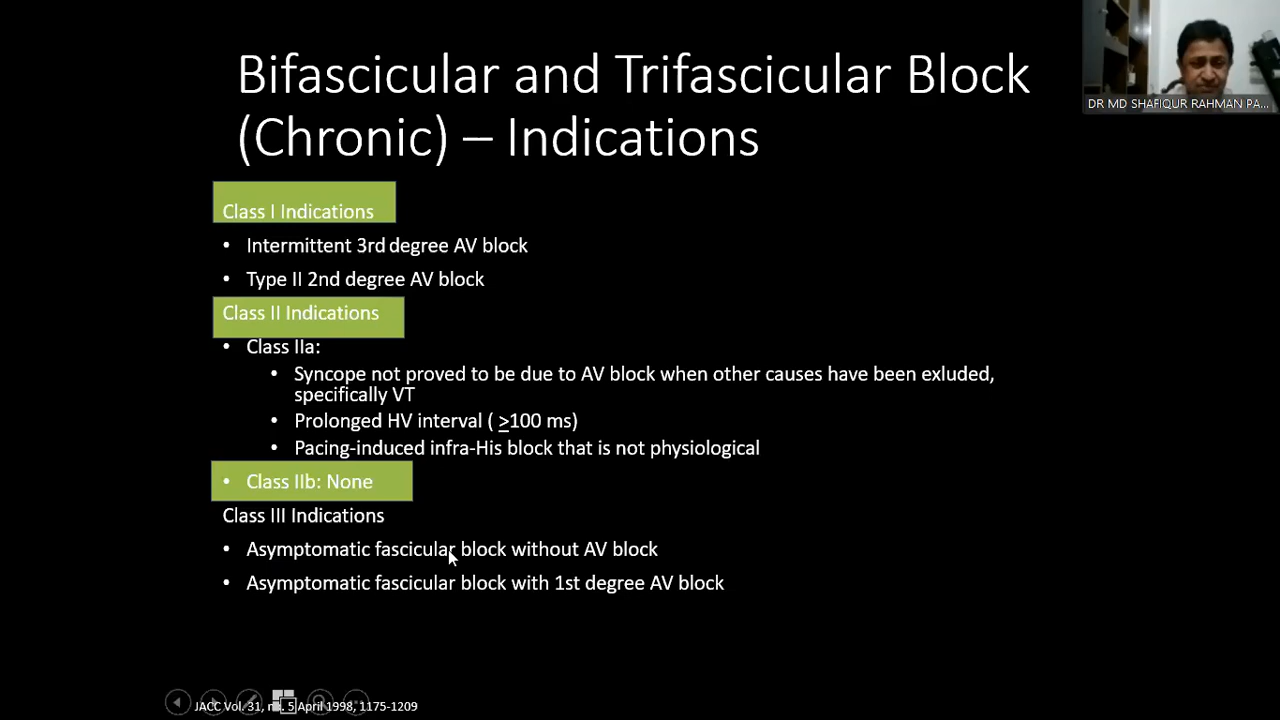 Bifascicular and Trifascicular Block
(Chronic) – Indications
DR MD SHAFIQUR RAHMAN PA...
Class I Indications
• Intermittent 3rd degree AV block
• Type II 2nd degree AV block
Class II Indications
• Class IIa:
• Syncope not proved to be due to AV block when other causes have been exluded,
specifically VT
• Prolonged HV interval ( >100 ms)
• Pacing-induced infra-His block that is not physiological
• Class IIb: None
Class III Indications
• Asymptomatic fascicular block without AV block
• Asymptomatic fascicular block with 1st degree AV block
JACC Vol. 31, 5 April 1998, 1175-1209